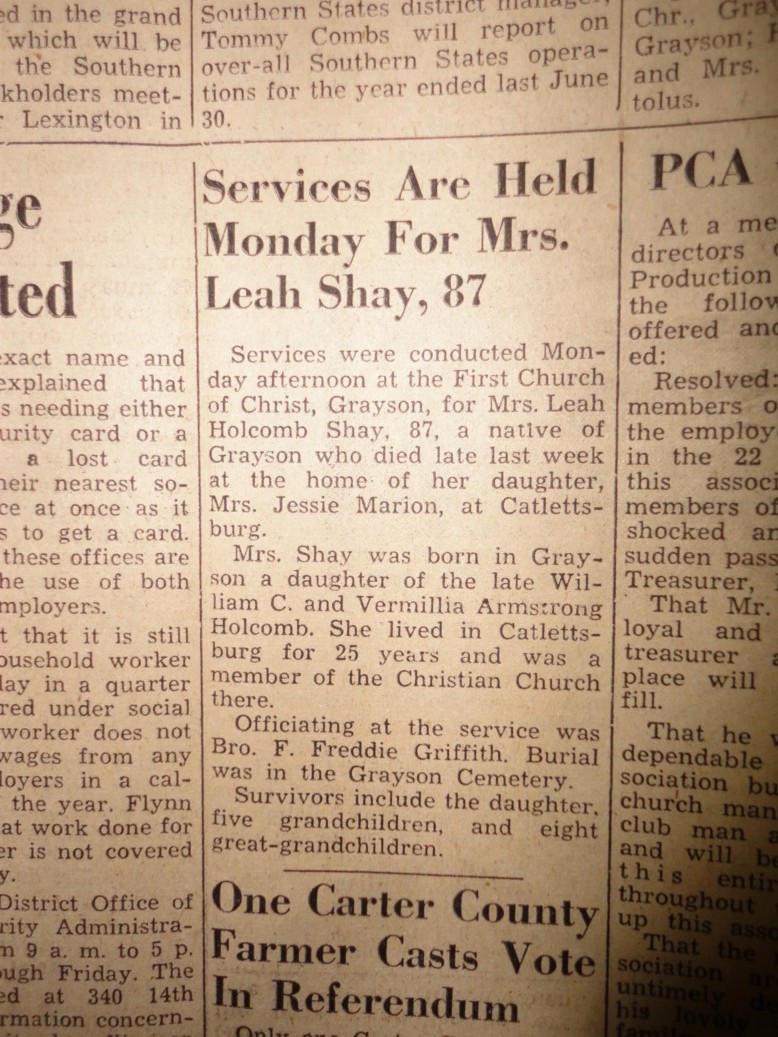 ed in the grand
which will be
the Southern
kholders meet-
Lexington in
ge
ted
exact name and
explained that
s needing either
urity card or a
a lost card
heir nearest so-
ce at once as it
s to get a card.
these offices are
he use of both
mployers.
t that it is still
ousehold worker
lay in a quarter
red under social
worker does not
wages from any
loyers in a cal-
the year. Flynn
at work done for
er is not covered
y.
District Office of
rity Administra-
m 9 a. m. to 5 p.
ough Friday. The
ed at 340 14th
rmation concern-
Southern States district manager,
Tommy Combs will report on
over-all Southern States opera-
tions for the year ended last June
30.
Services Are Held
Monday For Mrs.
Leah Shay, 87
Services were conducted Mon-
day afternoon at the First Church
of Christ, Grayson, for Mrs. Leah
Holcomb Shay, 87, a native of
Grayson who died late last week
at the home of her daughter,
Mrs. Jessie Marion, at Catletts-
burg.
Mrs. Shay was born in Gray-
son a daughter of the late Wil-
liam C. and Vermillia Armstrong
Holcomb. She lived in Catletts-
burg for 25 years and was a
member of the Christian Church
there.
Officiating at the service was
Bro. F. Freddie Griffith. Burial
was in the Grayson Cemetery.
Survivors include the daughter,
five grandchildren, and eight
great-grandchildren.
One Carter County
Farmer Casts Vote
In Referendum
Chr., Gray
Grayson; H
and Mrs.
tolus.
PCA
At a me
directors
Production
the follow
offered and
ed:
Resolved:
members o
the employ
in the 22
this associ
members of
shocked an
sudden pass
Treasurer,
That Mr.
loyal and
treasurer a
place will
fill.
That he w
dependable
sociation bu
church man
club man a
and will be
this entir
throughout
up this asso
That the
sociation an
untimely de
his lovely
family